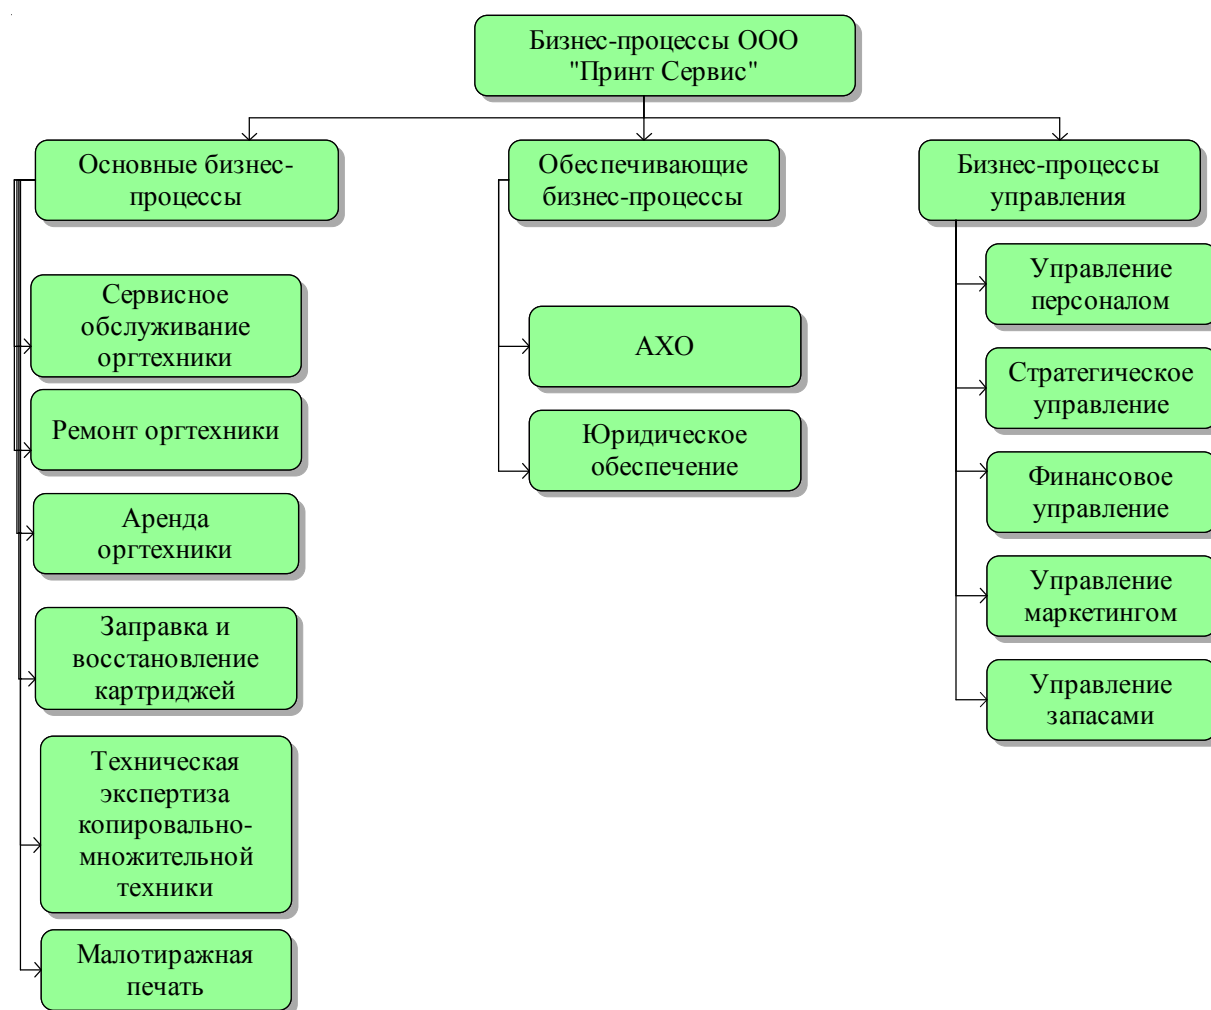 Бизнес-процессы ООО
"Принт Сервис"
Основные бизнес-
процессы
Сервисное
обслуживание
оргтехники
Ремонт оргтехники
Аренда
оргтехники
Заправка и
восстановление
картриджей
Техническая
экспертиза
копировально-
множительной
техники
Малотиражная
печать
Обеспечивающие
бизнес-процессы
АХО
Юридическое
обеспечение
Бизнес-процессы
управления
Управление
персоналом
Стратегическое
управление
Финансовое
управление
Управление
маркетингом
Управление
запасами